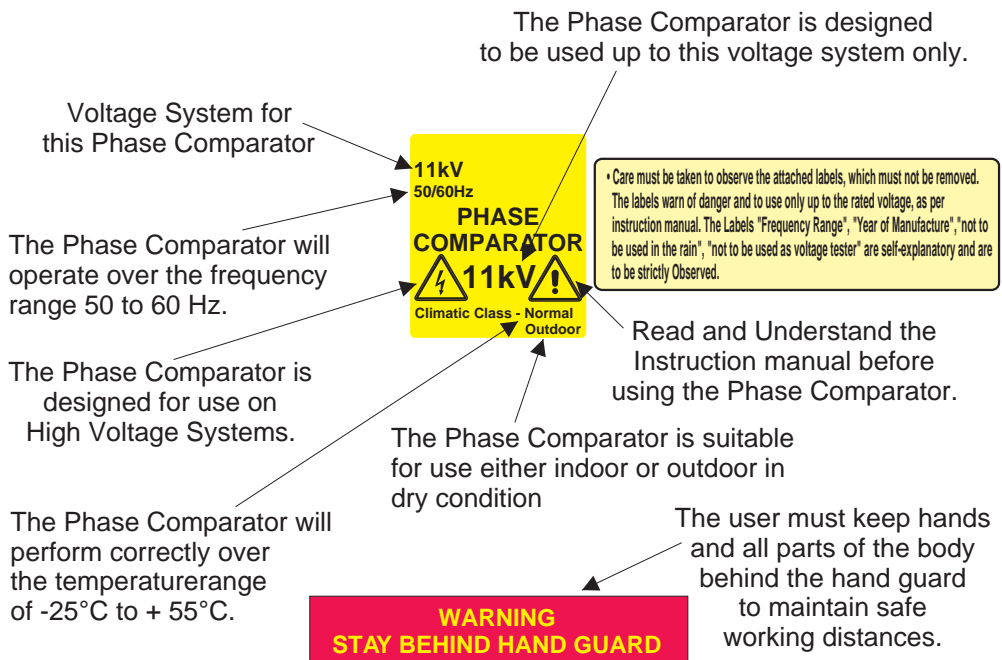 The Phase Comparator is designed
to be used up to this voltage system only.
Voltage System for
this Phase Comparator
11kV
50/60Hz
PHASE
COMPARATOR
11kV
Climatic Class - Normal
Outdoor
• Care must be taken to observe the attached labels, which must not be removed.
The labels warn of danger and to use only up to the rated voltage, as per
instruction manual. The Labels "Frequency Range", "Year of Manufacture","not to
be used in the rain", "not to be used as voltage tester" are self-explanatory and are
to be strictly Observed.
The Phase Comparator will
operate over the frequency
range 50 to 60 Hz.
Read and Understand the
Instruction manual before
using the Phase Comparator.
The Phase Comparator is
designed for use on
High Voltage Systems.
The Phase Comparator is suitable
for use either indoor or outdoor in
dry condition
The Phase Comparator will
perform correctly over
the temperaturerange
of -25°C to + 55°C.
The user must keep hands
and all parts of the body
behind the hand guard
to maintain safe
working distances.
WARNING
STAY BEHIND HAND GUARD